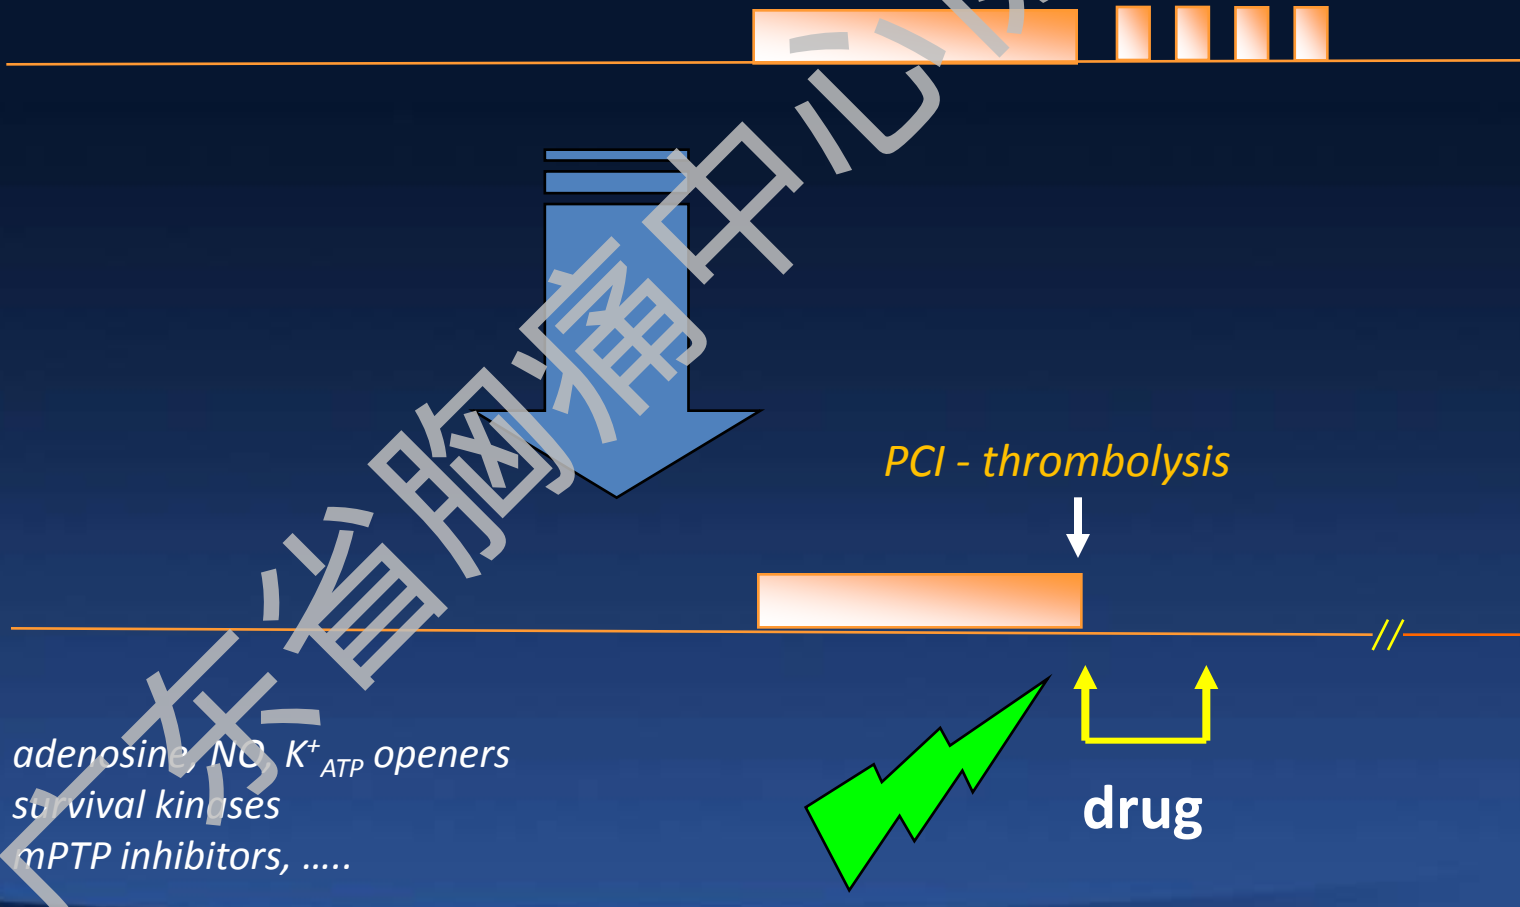 PCI - thrombolysis
adenosine, NO, K⁺ATP openers
survival kinases
mPTP inhibitors, .....
drug
广东省胸痛中心